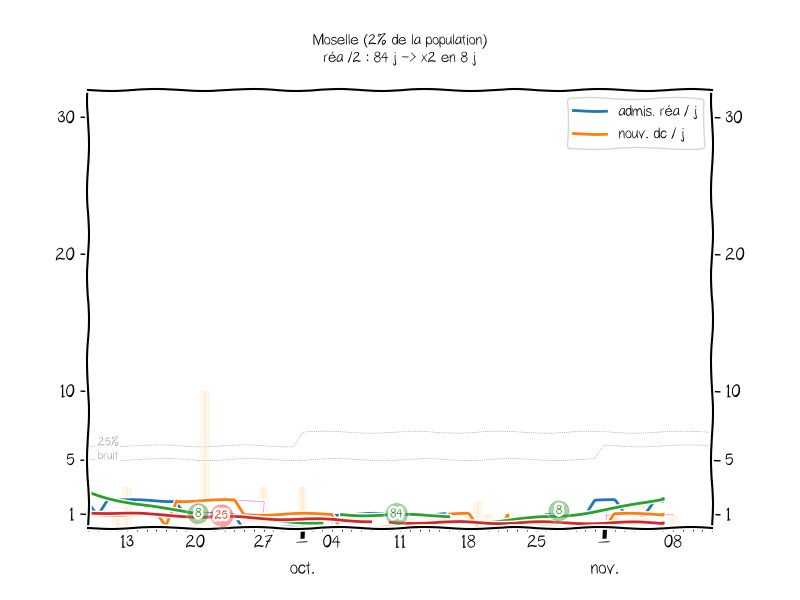 Moselle (2% de la population)
réa /2 : 84 j -> x2 en 8 j
admis. réa / j
nouv. dc / j
30
30
20
20
10
10
25%
bruit
5
5
8
25
84
8
1
1
13 20 27 04 11 18 25 08
oct. nov.